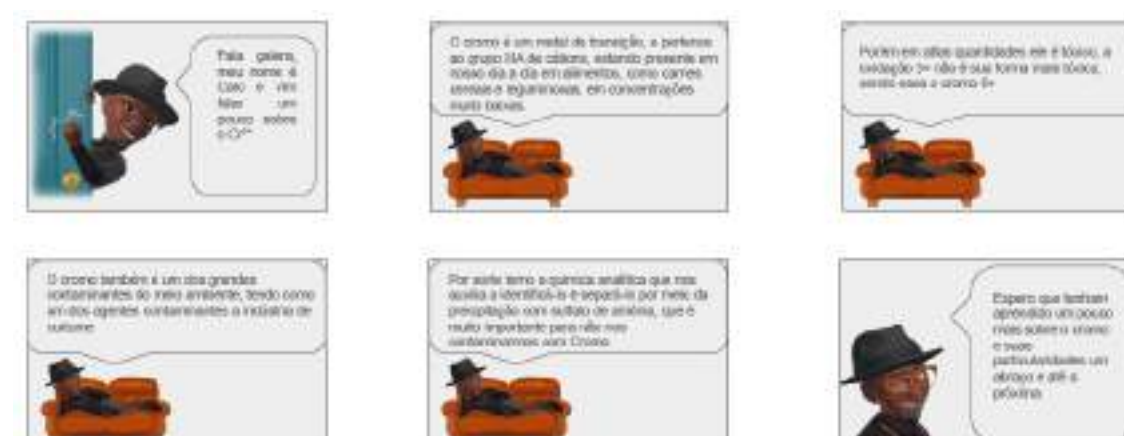 Fala galera,
meu nome é
Caio e vim
falar um
pouco sobre
o Cr³⁺
O cromo é um metal de transição, e pertence
ao grupo IIIA de cátions, estando presente em
nosso dia a dia em alimentos, como carnes
cereais e leguminosas, em concentrações
muito baixas.
Porém em altas quantidades ele é tóxico, a
oxidação 3+ não é sua forma mais tóxica,
sendo essa o cromo 6+
O cromo também é um dos grandes
contaminantes do meio ambiente, tendo como
um dos agentes contaminantes a indústria de
curtume
Por sorte temo a química analítica que nos
auxilia a identificá-lo e separá-lo por meio da
precipitação com sulfato de amônia, que é
muito importante para não nos
contaminarmos com Cromo
Espero que tenham
aprendido um pouco
mais sobre o cromo
e suas
particularidades um
abraço e até a
próxima